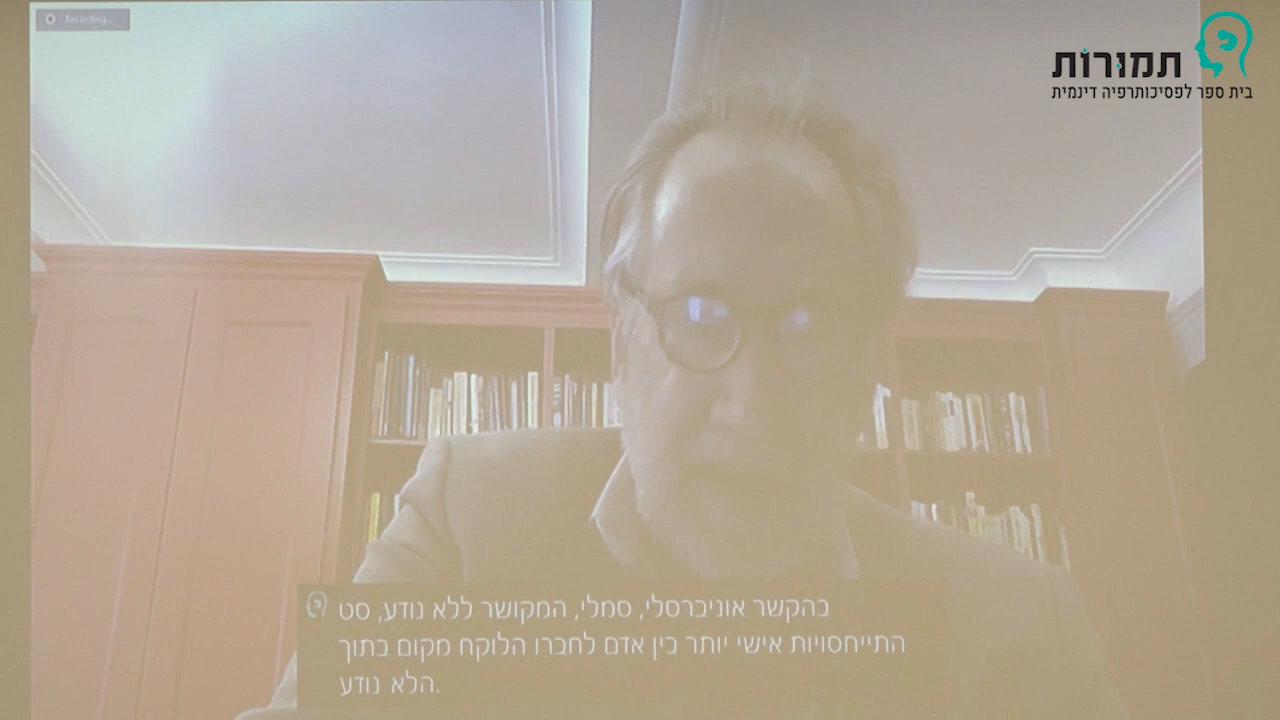 Recording...
תמורות
בית ספר לפסיכותרפיה דינמית
בהקשר אוניברסלי, סמלי, המקושר ללא נודע, סט
התייחסויות אישי יותר בין אדם לחברו הלוקח מקום בתוך
הלא נודע.